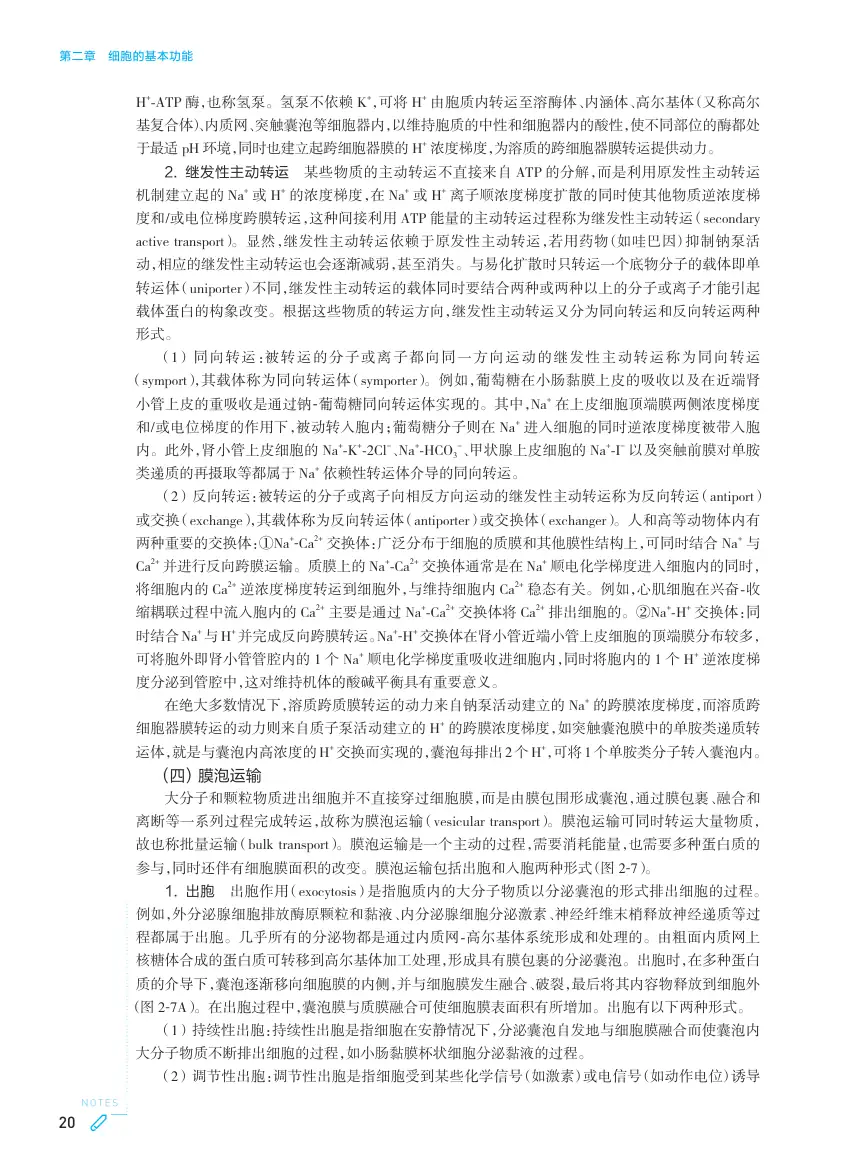 第二章 细胞的基本功能
H⁺-ATP 酶,也称氢泵。氢泵不依赖 K⁺,可将 H⁺ 由胞质内转运至溶酶体、内涵体、高尔基体(又称高尔
基复合体)、内质网、突触囊泡等细胞器内,以维持胞质的中性和细胞器内的酸性,使不同部位的酶都处
于最适 pH 环境,同时也建立起跨细胞器膜的 H⁺ 浓度梯度,为溶质的跨细胞器膜转运提供动力。
2. 继发性主动转运 某些物质的主动转运不直接来自 ATP 的分解,而是利用原发性主动转运
机制建立起的 Na⁺ 或 H⁺ 的浓度梯度,在 Na⁺ 或 H⁺ 离子顺浓度梯度扩散的同时使其他物质逆浓度梯
度和/或电位梯度跨膜转运,这种间接利用 ATP 能量的主动转运过程称为继发性主动转运(secondary
active transport)。显然,继发性主动转运依赖于原发性主动转运,若用药物(如哇巴因)抑制钠泵活
动,相应的继发性主动转运也会逐渐减弱,甚至消失。与易化扩散时只转运一个底物分子的载体即单
转运体(uniporter)不同,继发性主动转运的载体同时要结合两种或两种以上的分子或离子才能引起
载体蛋白的构象改变。根据这些物质的转运方向,继发性主动转运又分为同向转运和反向转运两种
形式。
(1)同向转运:被转运的分子或离子都向同一方向运动的继发性主动转运称为同向转运
(symport),其载体称为同向转运体(symporter)。例如,葡萄糖在小肠黏膜上皮的吸收以及在近端肾
小管上皮的重吸收是通过钠-葡萄糖同向转运体实现的。其中,Na⁺ 在上皮细胞顶端膜两侧浓度梯度
和/或电位梯度的作用下,被动转入胞内;葡萄糖分子则在 Na⁺ 进入细胞的同时逆浓度梯度被带入胞
内。此外,肾小管上皮细胞的 Na⁺-K⁺-2Cl⁻、Na⁺-HCO₃⁻、甲状腺上皮细胞的 Na⁺-I⁻ 以及突触前膜对单胺
类递质的再摄取等都属于 Na⁺ 依赖性转运体介导的同向转运。
(2)反向转运:被转运的分子或离子向相反方向运动的继发性主动转运称为反向转运(antiport)
或交换(exchange),其载体称为反向转运体(antiporter)或交换体(exchanger)。人和高等动物体内有
两种重要的交换体:①Na⁺-Ca²⁺ 交换体:广泛分布于细胞的质膜和其他膜性结构上,可同时结合 Na⁺ 与
Ca²⁺ 并进行反向跨膜运输。质膜上的 Na⁺-Ca²⁺ 交换体通常是在 Na⁺ 顺电化学梯度进入细胞内的同时,
将细胞内的 Ca²⁺ 逆浓度梯度转运到细胞外,与维持细胞内 Ca²⁺ 稳态有关。例如,心肌细胞在兴奋-收
缩耦联过程中流入胞内的 Ca²⁺ 主要是通过 Na⁺-Ca²⁺ 交换体将 Ca²⁺ 排出细胞的。②Na⁺-H⁺ 交换体:同
时结合 Na⁺ 与 H⁺ 并完成反向跨膜转运。Na⁺-H⁺ 交换体在肾小管近端小管上皮细胞的顶端膜分布较多,
可将胞外即肾小管管腔内的 1 个 Na⁺ 顺电化学梯度重吸收进细胞内,同时将胞内的 1 个 H⁺ 逆浓度梯
度分泌到管腔中,这对维持机体的酸碱平衡具有重要意义。
在绝大多数情况下,溶质跨质膜转运的动力来自钠泵活动建立的 Na⁺ 的跨膜浓度梯度,而溶质跨
细胞器膜转运的动力则来自质子泵活动建立的 H⁺ 的跨膜浓度梯度,如突触囊泡膜中的单胺类递质转
运体,就是与囊泡内高浓度的 H⁺ 交换而实现的,囊泡每排出 2 个 H⁺,可将 1 个单胺类分子转入囊泡内。
(四)膜泡运输
大分子和颗粒物质进出细胞并不直接穿过细胞膜,而是由膜包围形成囊泡,通过膜包裹、融合和
离断等一系列过程完成转运,故称为膜泡运输(vesicular transport)。膜泡运输可同时转运大量物质,
故也称批量运输(bulk transport)。膜泡运输是一个主动的过程,需要消耗能量,也需要多种蛋白质的
参与,同时还伴有细胞膜面积的改变。膜泡运输包括出胞和入胞两种形式(图 2-7)。
1. 出胞 出胞作用(exocytosis)是指胞质内的大分子物质以分泌囊泡的形式排出细胞的过程。
例如,外分泌腺细胞排放酶原颗粒和黏液、内分泌腺细胞分泌激素、神经纤维末梢释放神经递质等过
程都属于出胞。几乎所有的分泌物都是通过内质网-高尔基体系统形成和处理的。由粗面内质网上
核糖体合成的蛋白质可转移到高尔基体加工处理,形成具有膜包裹的分泌囊泡。出胞时,在多种蛋白
质的介导下,囊泡逐渐移向细胞膜的内侧,并与细胞膜发生融合、破裂,最后将其内容物释放到细胞外
(图 2-7A)。在出胞过程中,囊泡膜与质膜融合可使细胞膜表面积有所增加。出胞有以下两种形式。
(1)持续性出胞:持续性出胞是指细胞在安静情况下,分泌囊泡自发地与细胞膜融合而使囊泡内
大分子物质不断排出细胞的过程,如小肠黏膜杯状细胞分泌黏液的过程。
(2)调节性出胞:调节性出胞是指细胞受到某些化学信号(如激素)或电信号(如动作电位)诱导
NOTES
20